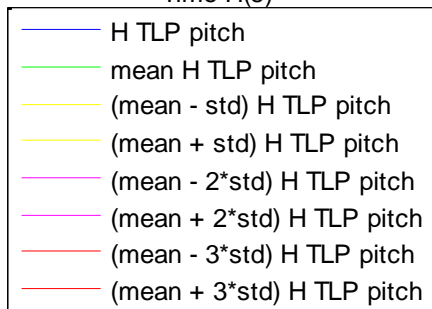 H TLP pitch
mean H TLP pitch
(mean - std) H TLP pitch
(mean + std) H TLP pitch
(mean - 2*std) H TLP pitch
(mean + 2*std) H TLP pitch
(mean - 3*std) H TLP pitch
(mean + 3*std) H TLP pitch